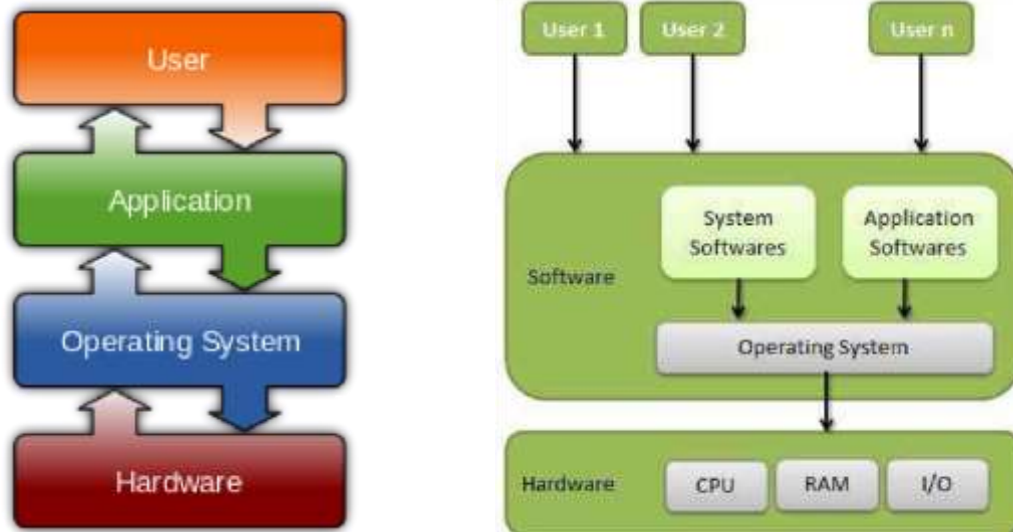 User
Application
Operating System
Hardware
User 1
User 2
User n
System
Softwares
Application
Softwares
Software
Operating System
Hardware
CPU
RAM
I/O